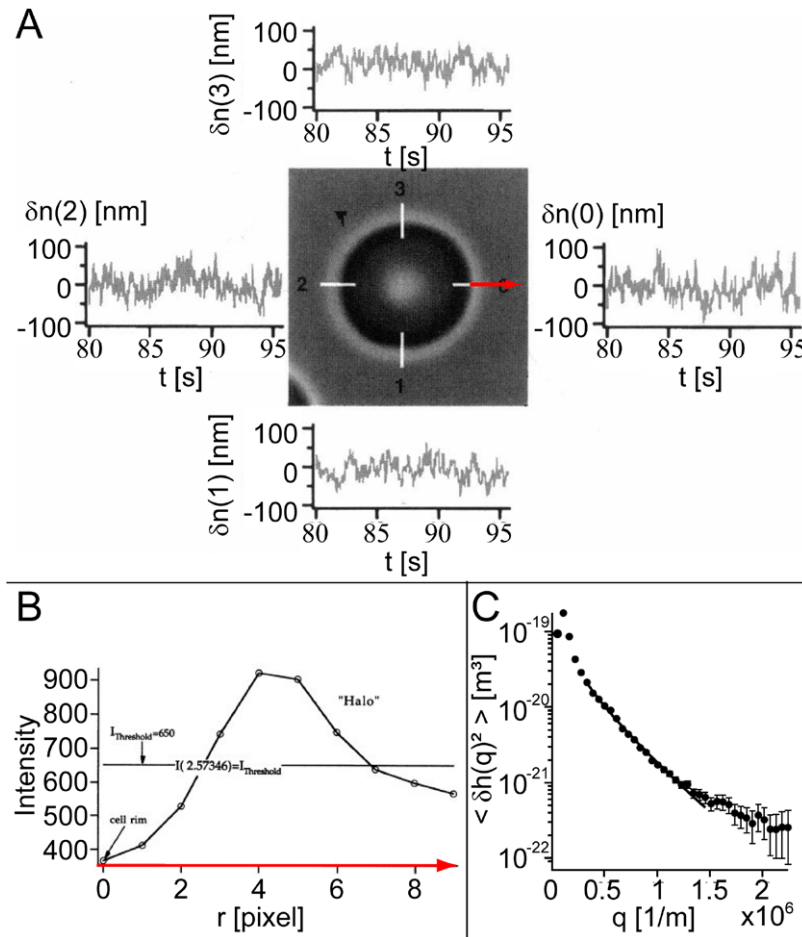 A
δn(3) [nm]
100
0
-100
80 85 90 95
t [s]
δn(2) [nm]
100
0
-100
80 85 90 95
t [s]
3
2
1
δn(0) [nm]
100
0
-100
80 85 90 95
t [s]
δn(1) [nm]
100
0
-100
80 85 90 95
t [s]
B
Intensity
900
800
700
600
500
400
"Halo"
IThreshold=650
I( 2.57346)=IThreshold
cell rim
0 2 4 6 8
r [pixel]
C
< δh(q)² > [m³]
10⁻¹⁹
10⁻²⁰
10⁻²¹
10⁻²²
0 0.5 1 1.5 2
q [1/m] x10⁶